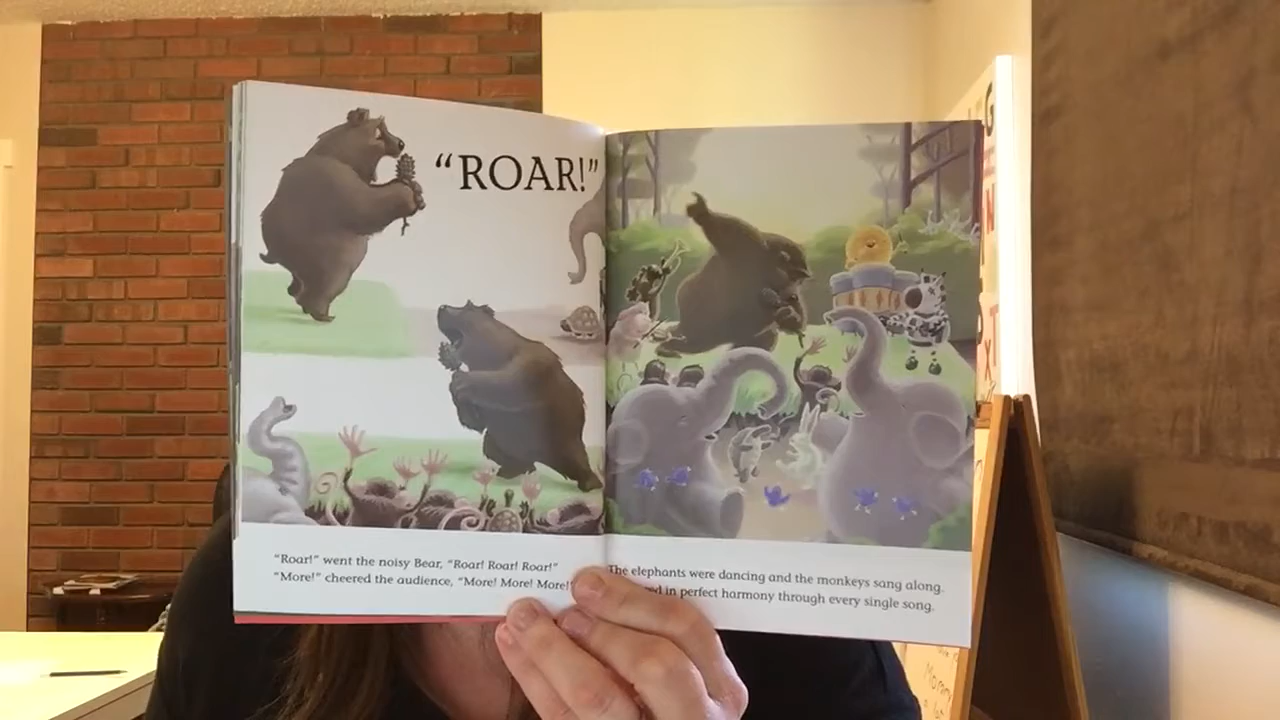 “ROAR!”
“Roar!” went the noisy Bear, “Roar! Roar! Roar!”
“More!” cheered the audience, “More! More! More!”
The elephants were dancing and the monkeys sang along.
in perfect harmony through every single song.
G
N
T
X